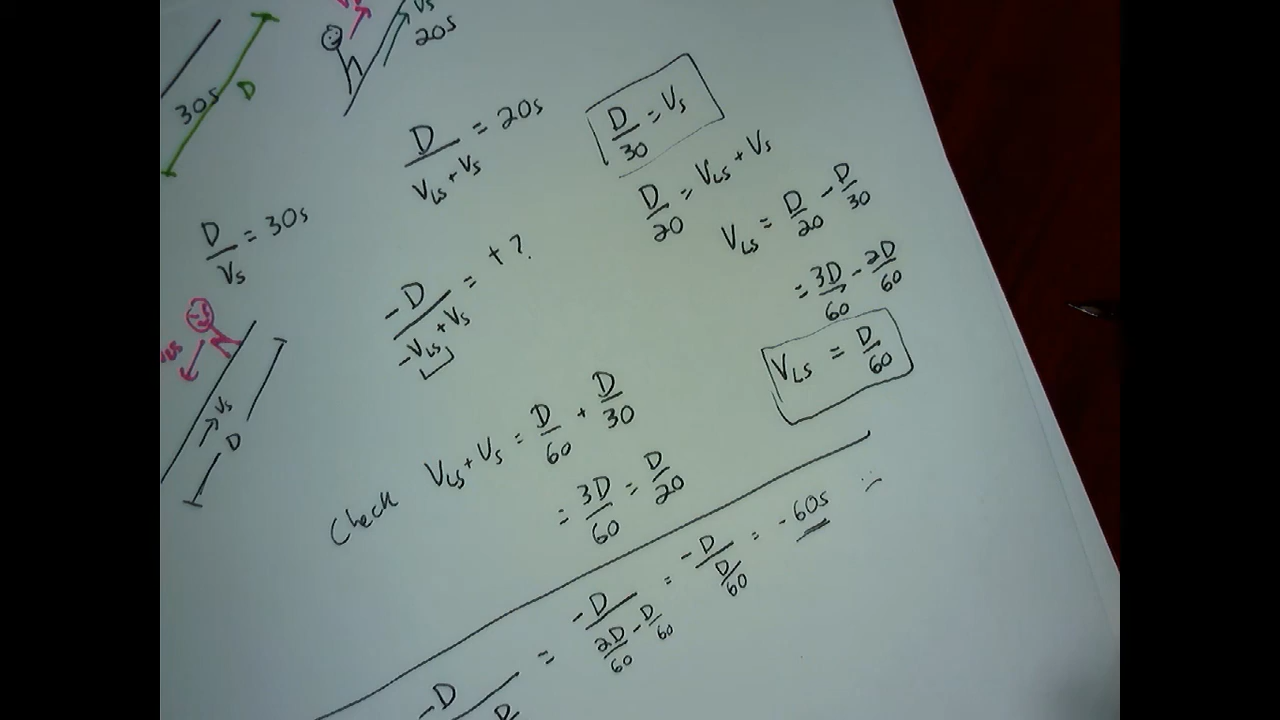 Vs
20s
30s D
D/Vs = 30s
D/(VLS + Vs) = 20s
-D/(-VLS + Vs) = + ?
Vs
D
Check VLS + Vs = D/60 + D/30
= 3D/60 = D/20
D/30 = Vs
D/20 = VLS + Vs
VLS = D/20 - D/30
= 3D/60 - 2D/60
VLS = D/60
= -D/(2D/60 - D/60) = -D/(D/60) = -60s
-D
D